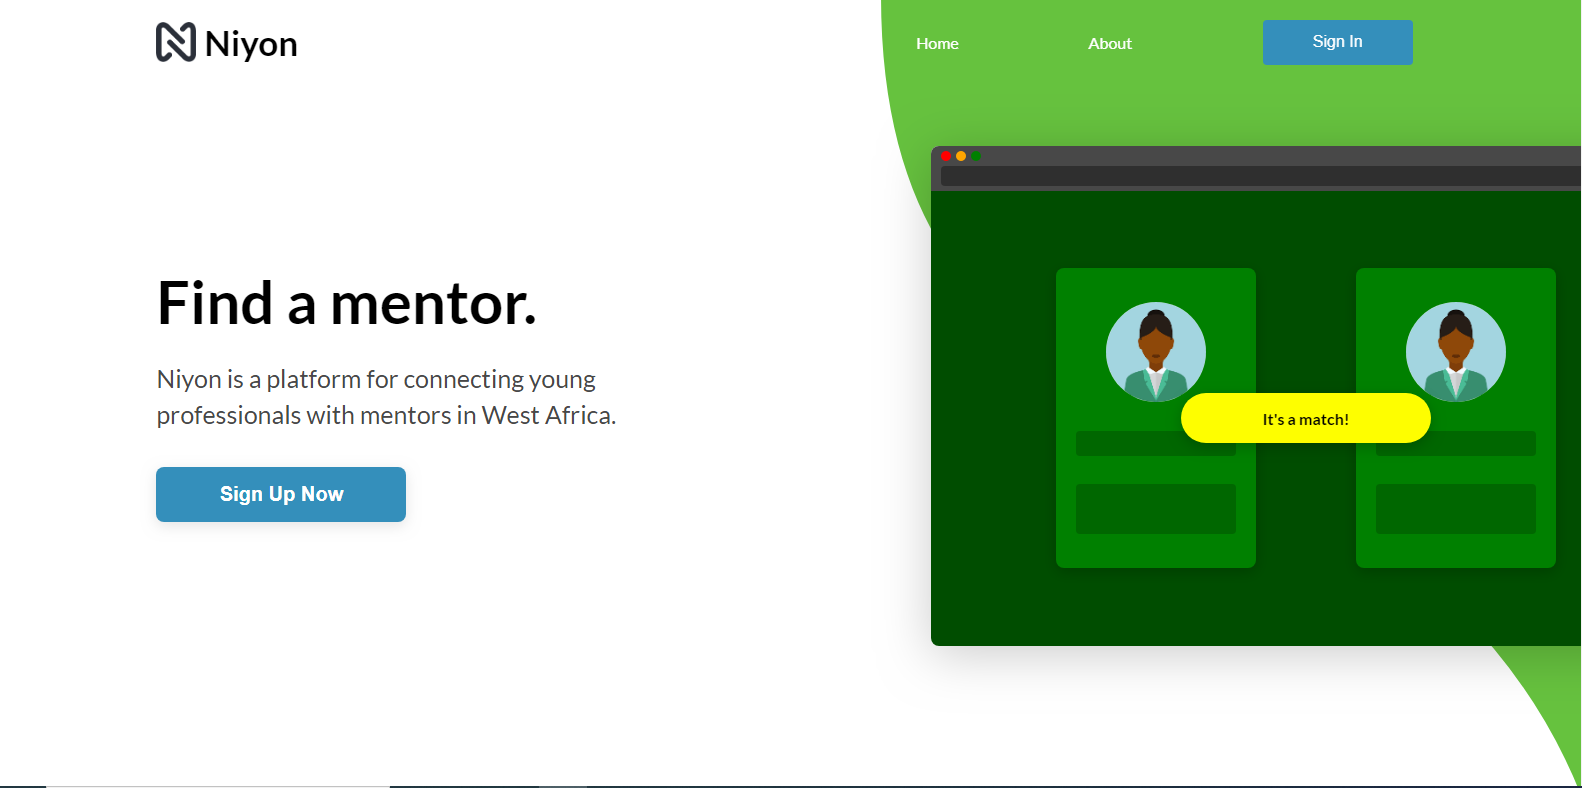 Niyon
Home
About
Sign In
Find a mentor.
Niyon is a platform for connecting young
professionals with mentors in West Africa.
Sign Up Now
It's a match!